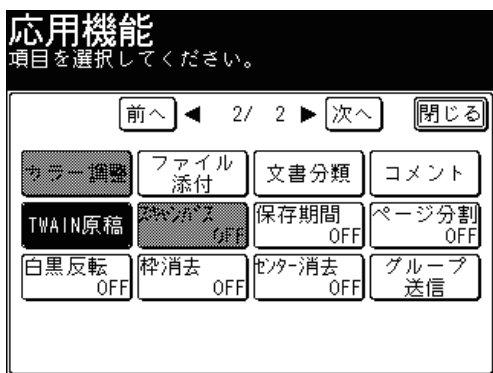 応用機能
項目を選択してください。
前へ ◀ 2/ 2 ▶ 次へ 閉じる
カラー調整
ファイル
添付
文書分類
コメント
TWAIN原稿
OFF
保存期間
OFF
ページ分割
OFF
白黒反転
OFF
枠消去
OFF
ｾﾝﾀｰ消去
OFF
グループ
送信